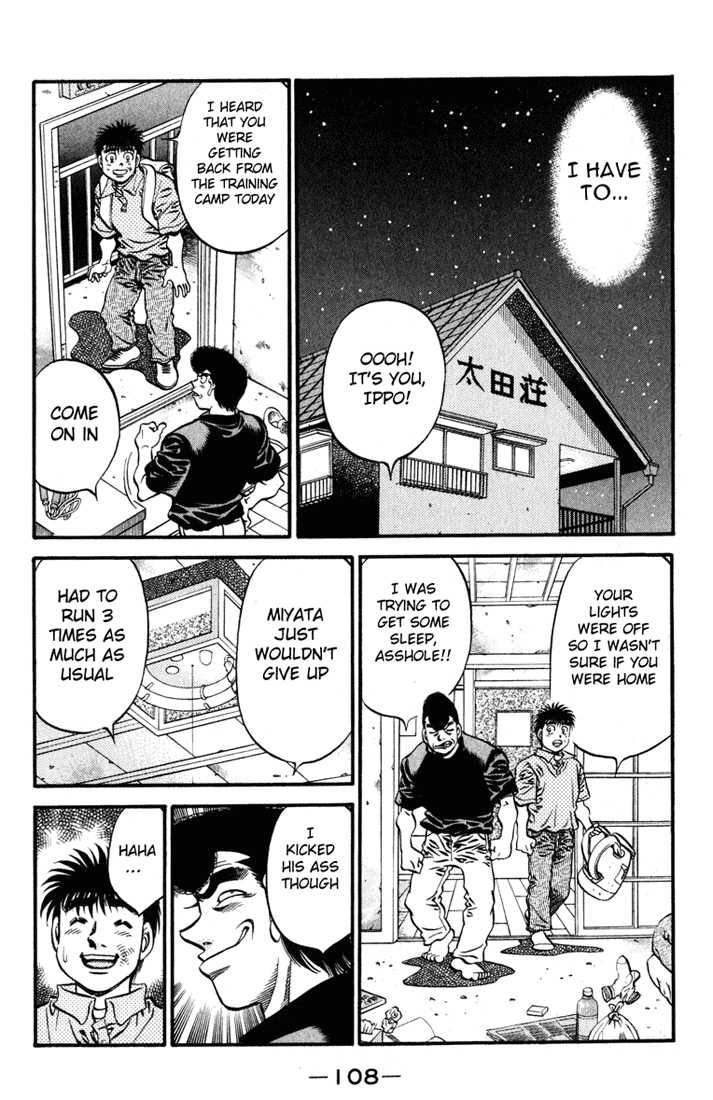 I HAVE
TO...
OOOH!
IT'S YOU,
IPPO!
太田荘
I HEARD
THAT YOU
WERE
GETTING
BACK FROM
THE TRAINING
CAMP TODAY
COME
ON IN
YOUR
LIGHTS
WERE OFF
SO I WASN'T
SURE IF YOU
WERE HOME
I WAS
TRYING TO
GET SOME
SLEEP,
ASSHOLE!!
MIYATA
JUST
WOULDN'T
GIVE UP
HAD TO
RUN 3
TIMES AS
MUCH AS
USUAL
I
KICKED
HIS ASS
THOUGH
HAHA
...
—108—